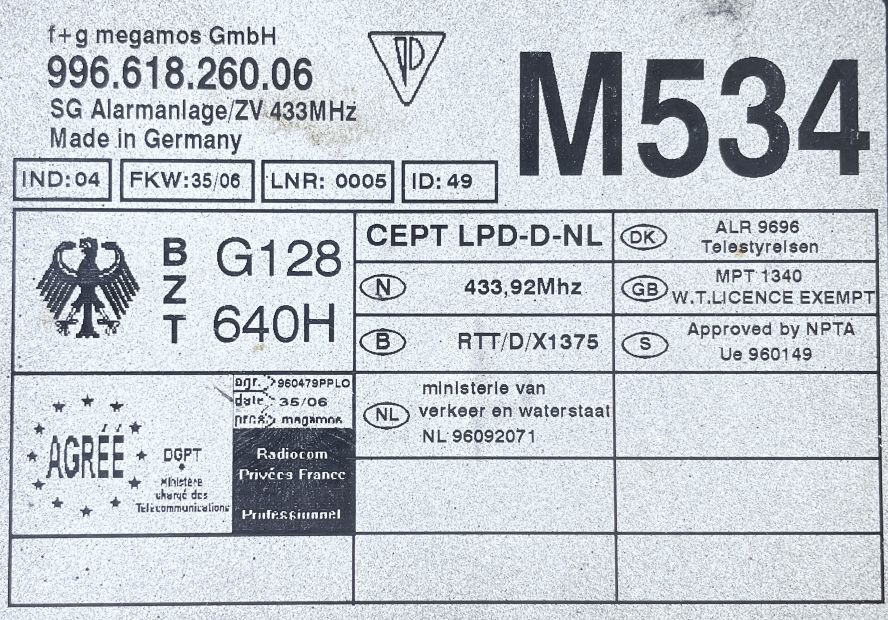 f+g megamos GmbH
996.618.260.06
SG Alarmanlage/ZV 433MHz
Made in Germany
M534
IND: 04
FKW: 35/06
LNR: 0005
ID: 49
BZT
G128
640H
CEPT LPD-D-NL
N 433,92Mhz
B RTT/D/X1375
NL ministerie van
verkeer en waterstaat
NL 96092071
DK ALR 9696
Telestyrelsen
GB MPT 1340
W.T.LICENCE EXEMPT
S Approved by NPTA
Ue 960149
AGRÉÉ
DGPT
Ministère
chargé des
Télécommunications
agr. > 960479PPL0
date > 35/06
megamos
Radiocom
Privées France
Professionnel